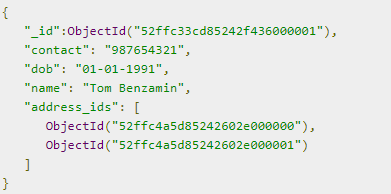 {
"_id":ObjectId("52ffc33cd85242f436000001"),
"contact": "987654321",
"dob": "01-01-1991",
"name": "Tom Benzamin",
"address_ids": [
ObjectId("52ffc4a5d85242602e000000"),
ObjectId("52ffc4a5d85242602e000001")
]
}